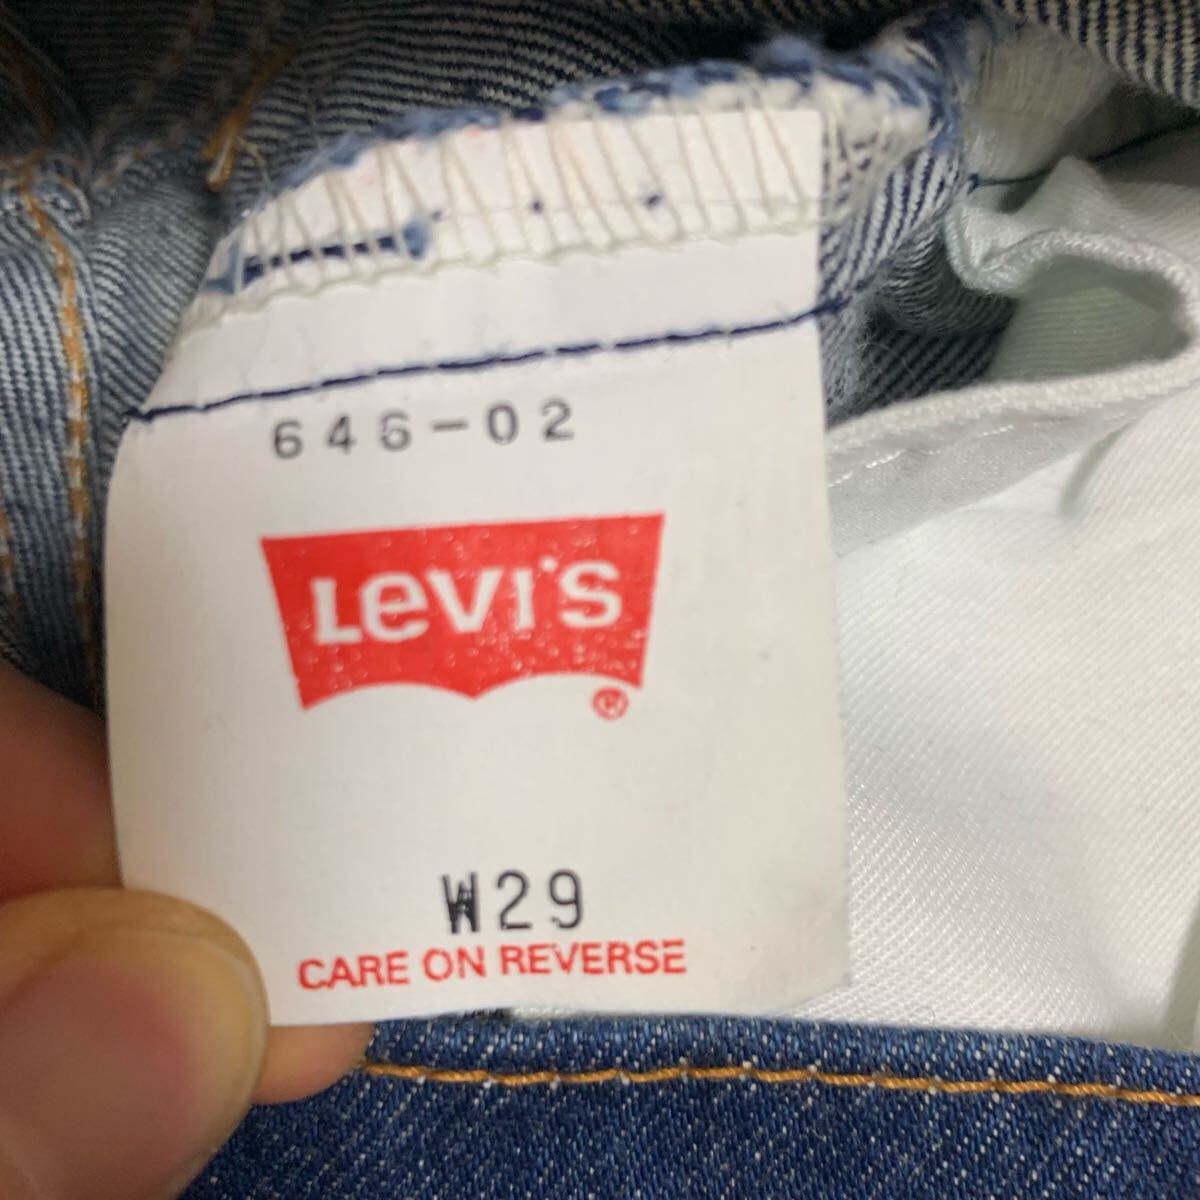 646-02
Levi's
®
W29
CARE ON REVERSE